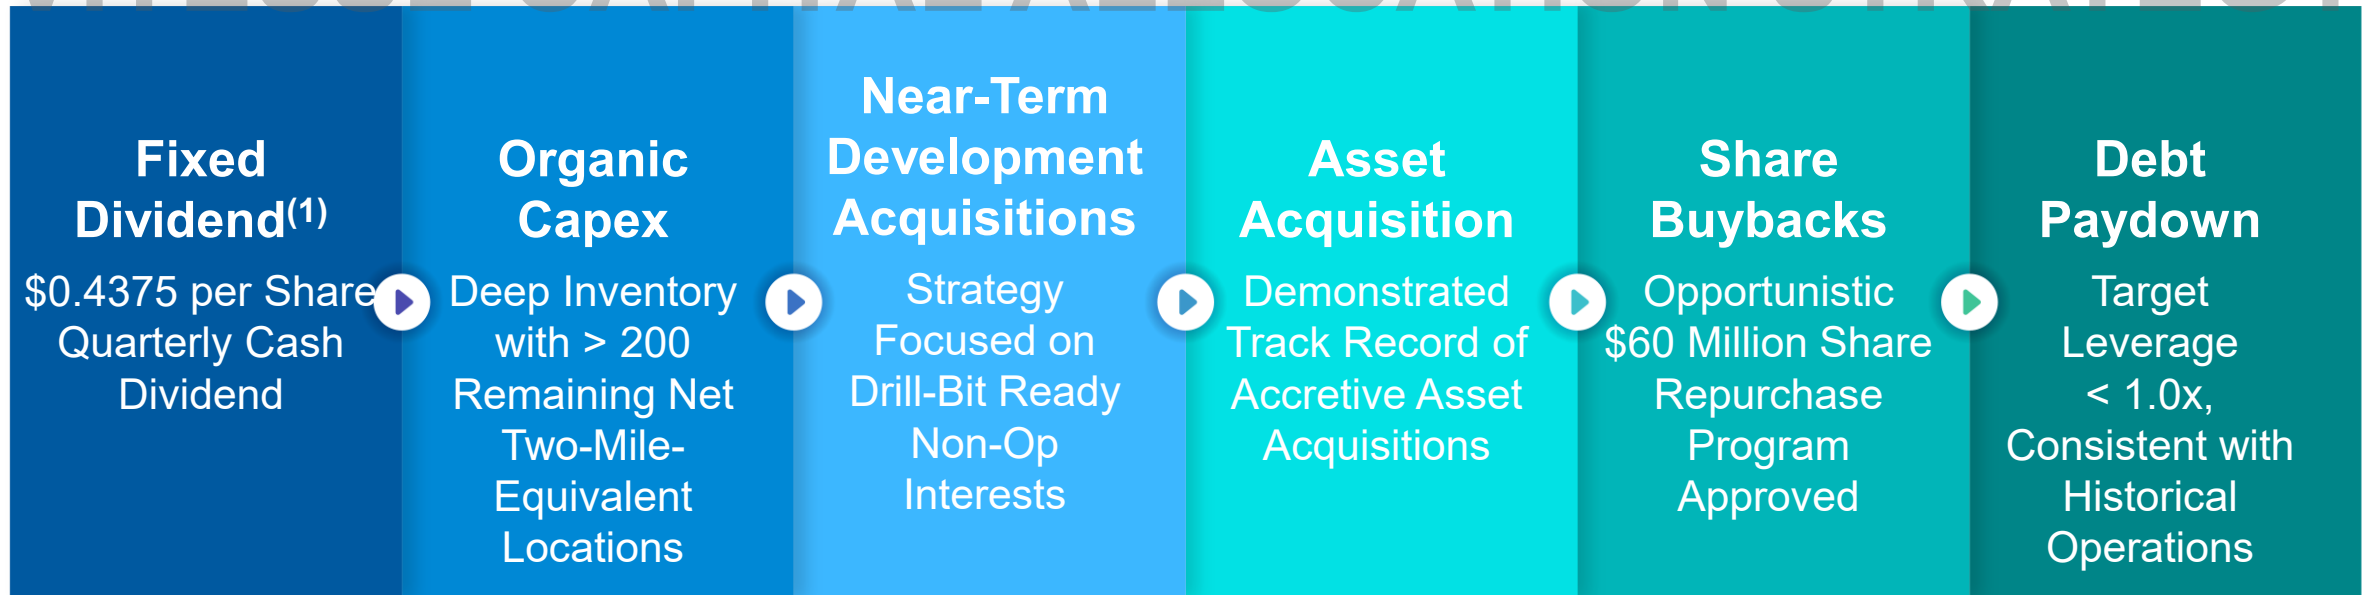 Fixed
Dividend(1)
$0.4375 per Share
Quarterly Cash
Dividend
Organic
Capex
Deep Inventory
with > 200
Remaining Net
Two-Mile-
Equivalent
Locations
Near-Term
Development
Acquisitions
Strategy
Focused on
Drill-Bit Ready
Non-Op
Interests
Asset
Acquisition
Demonstrated
Track Record of
Accretive Asset
Acquisitions
Share
Buybacks
Opportunistic
$60 Million Share
Repurchase
Program
Approved
Debt
Paydown
Target
Leverage
< 1.0x,
Consistent with
Historical
Operations